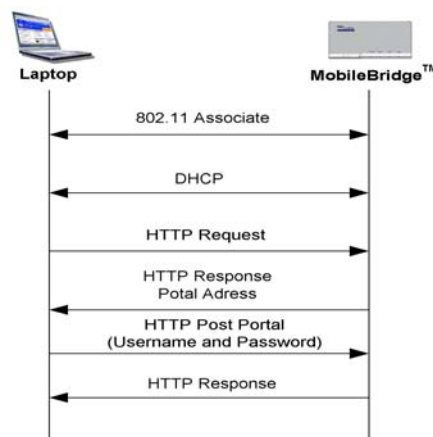 Laptop
MobileBridge™
802.11 Associate
DHCP
HTTP Request
HTTP Response
Potal Adress
HTTP Post Portal
(Username and Password)
HTTP Response